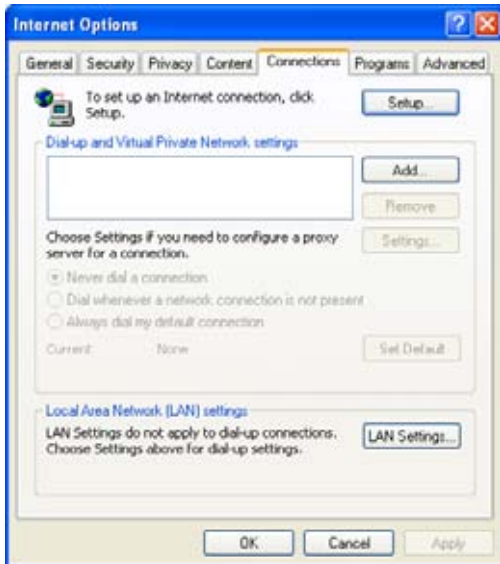 Internet Options
General Security Privacy Content Connections Programs Advanced
To set up an Internet connection, click
Setup.
Setup...
Dial-up and Virtual Private Network settings
Add...
Remove
Choose Settings if you need to configure a proxy
server for a connection.
Settings...
Never dial a connection
Dial whenever a network connection is not present
Always dial my default connection
Current: None
Set Default
Local Area Network (LAN) settings
LAN Settings do not apply to dial-up connections.
Choose Settings above for dial-up settings.
LAN Settings...
OK Cancel Apply